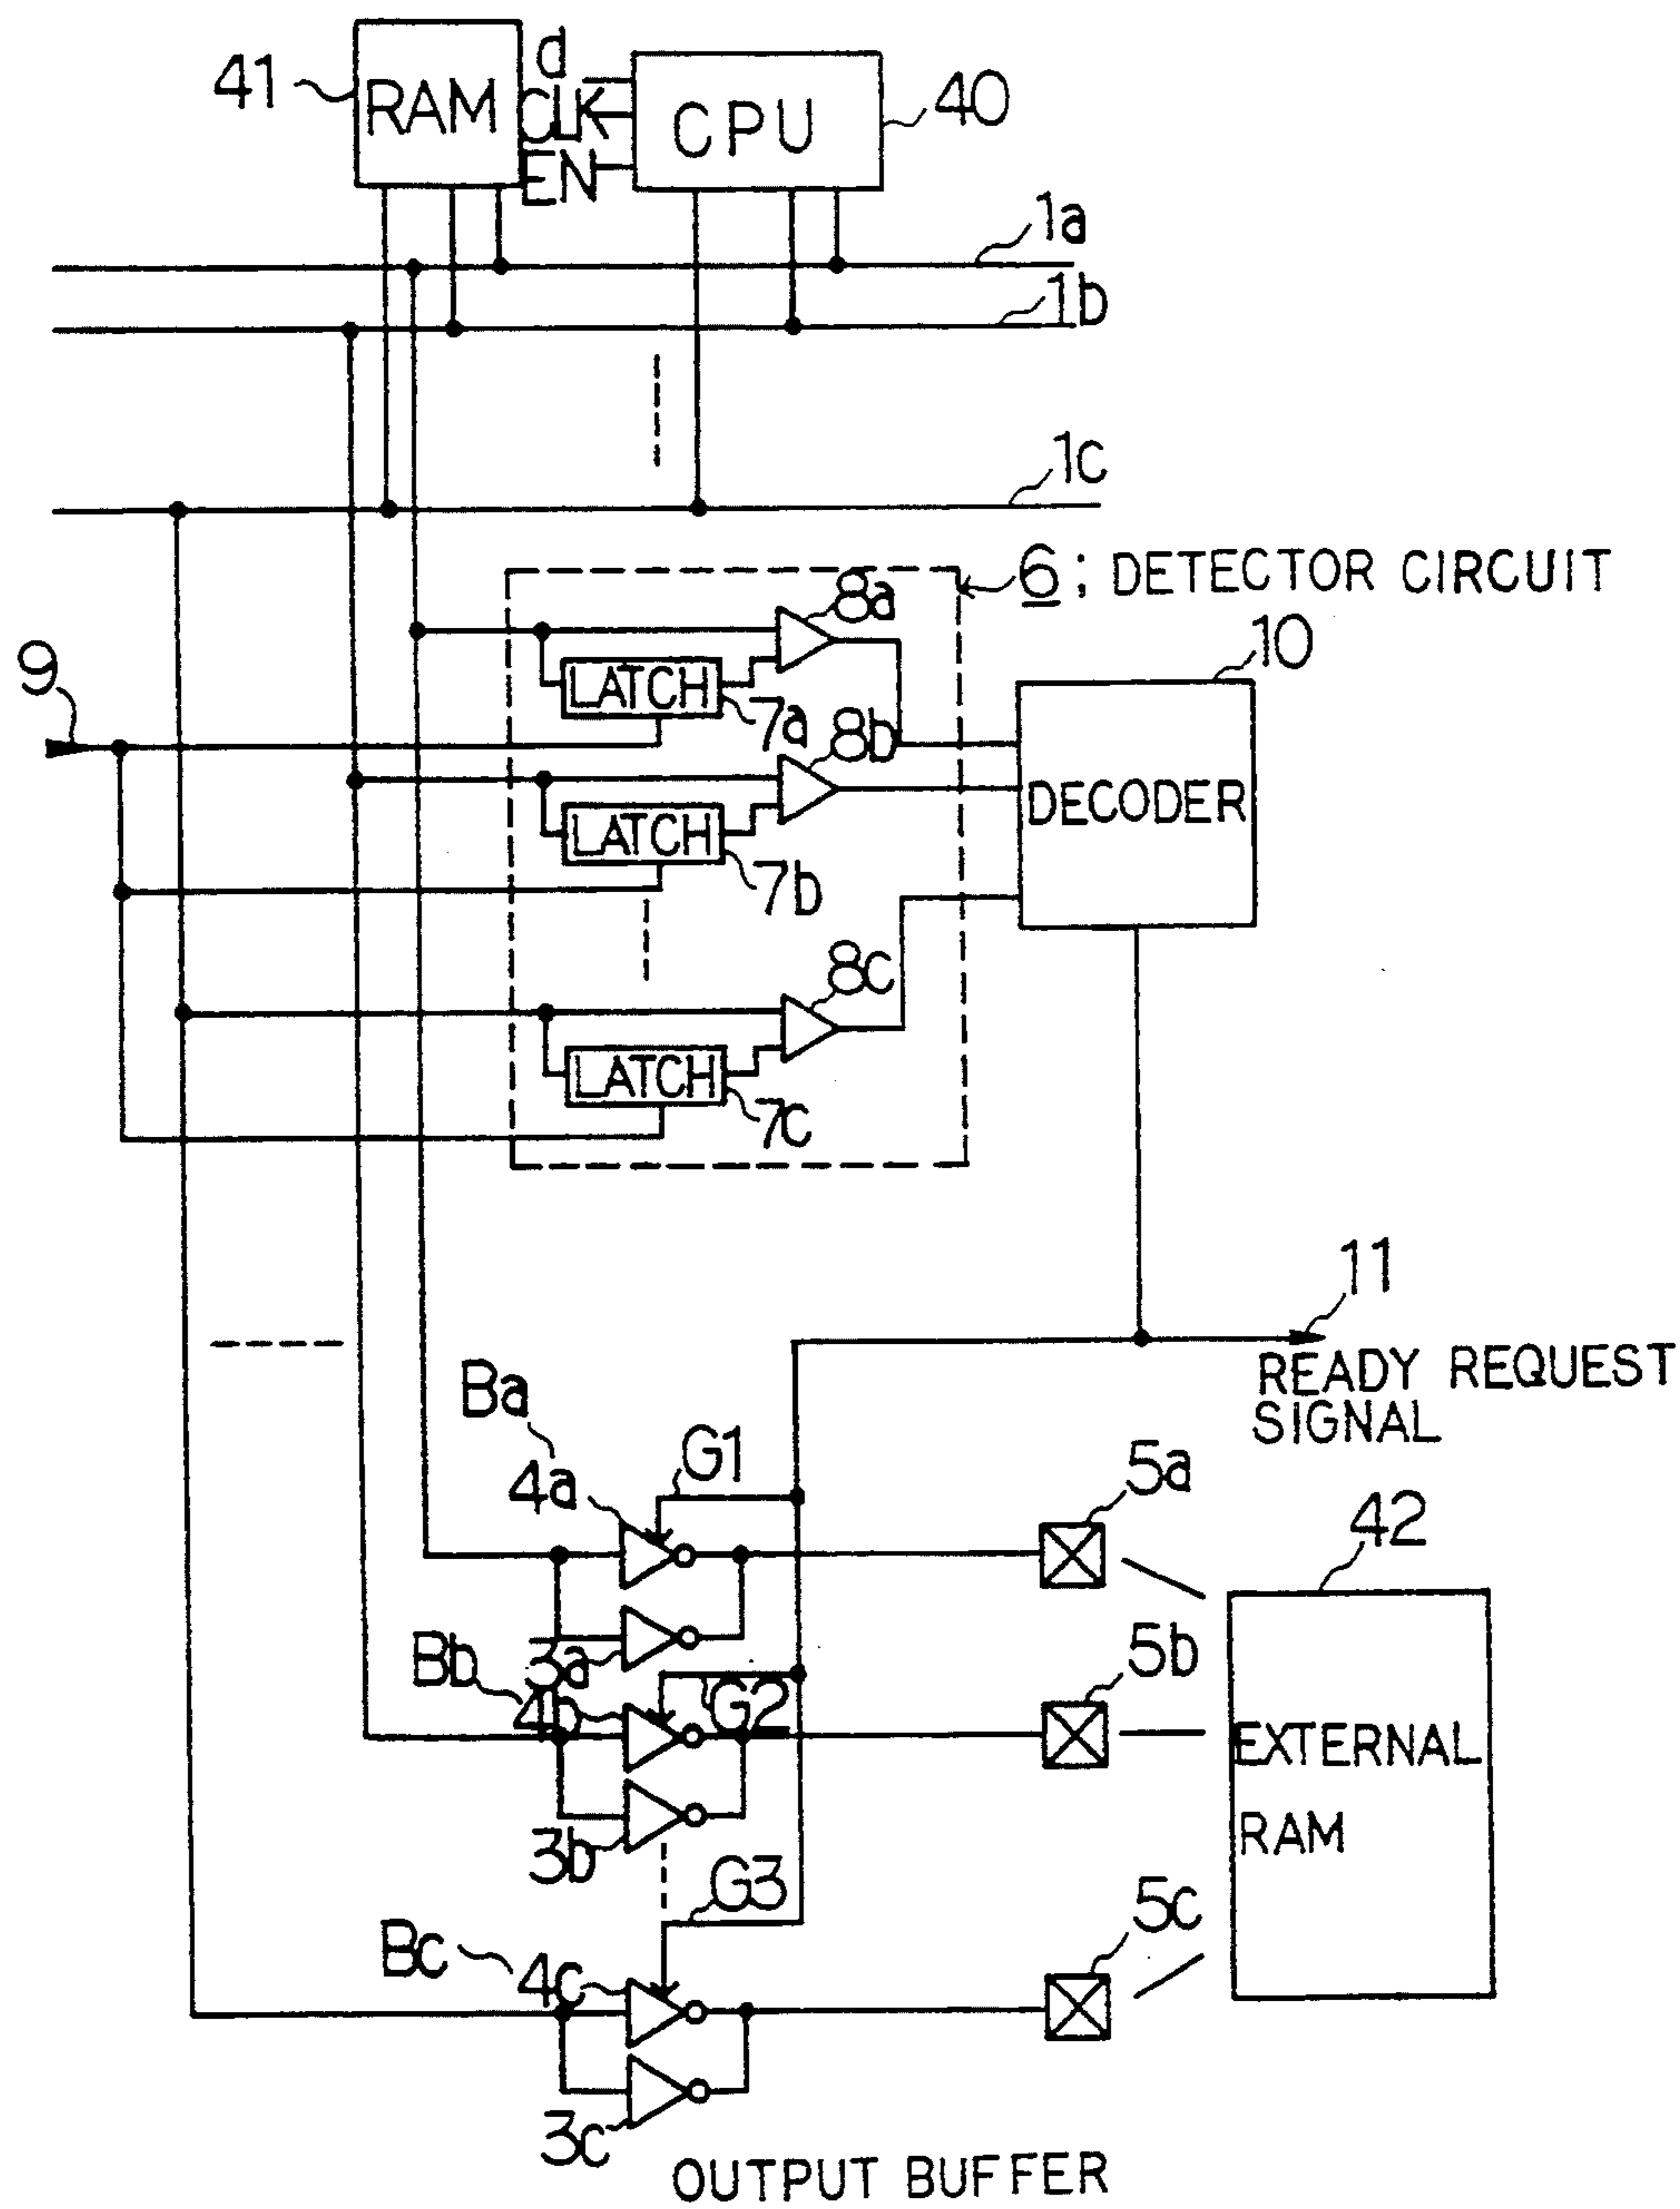 41
RAM
d
CLK
EN
CPU
40
1a
1b
1c
6 ; DETECTOR CIRCUIT
8a
10
9
LATCH
7a
8b
DECODER
LATCH
7b
8c
LATCH
7c
11
READY REQUEST
SIGNAL
Ba
4a
G1
5a
42
3a
Bb
4b
G2
5b
EXTERNAL
RAM
3b
G3
5c
Bc
4c
3c
OUTPUT BUFFER